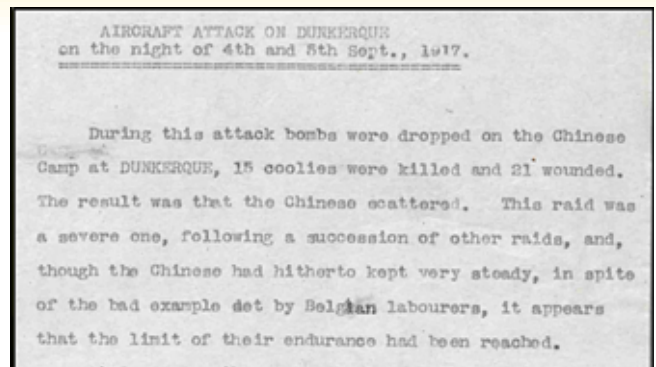 AIRCRAFT ATTACK ON DUNKERQUE
on the night of 4th and 5th Sept., 1917.
During this attack bombs were dropped on the Chinese
Camp at DUNKERQUE, 15 coolies were killed and 21 wounded.
The result was that the Chinese scattered. This raid was
a severe one, following a succession of other raids, and,
though the Chinese had hitherto kept very steady, in spite
of the bad example det by Belgian labourers, it appears
that the limit of their endurance had been reached.